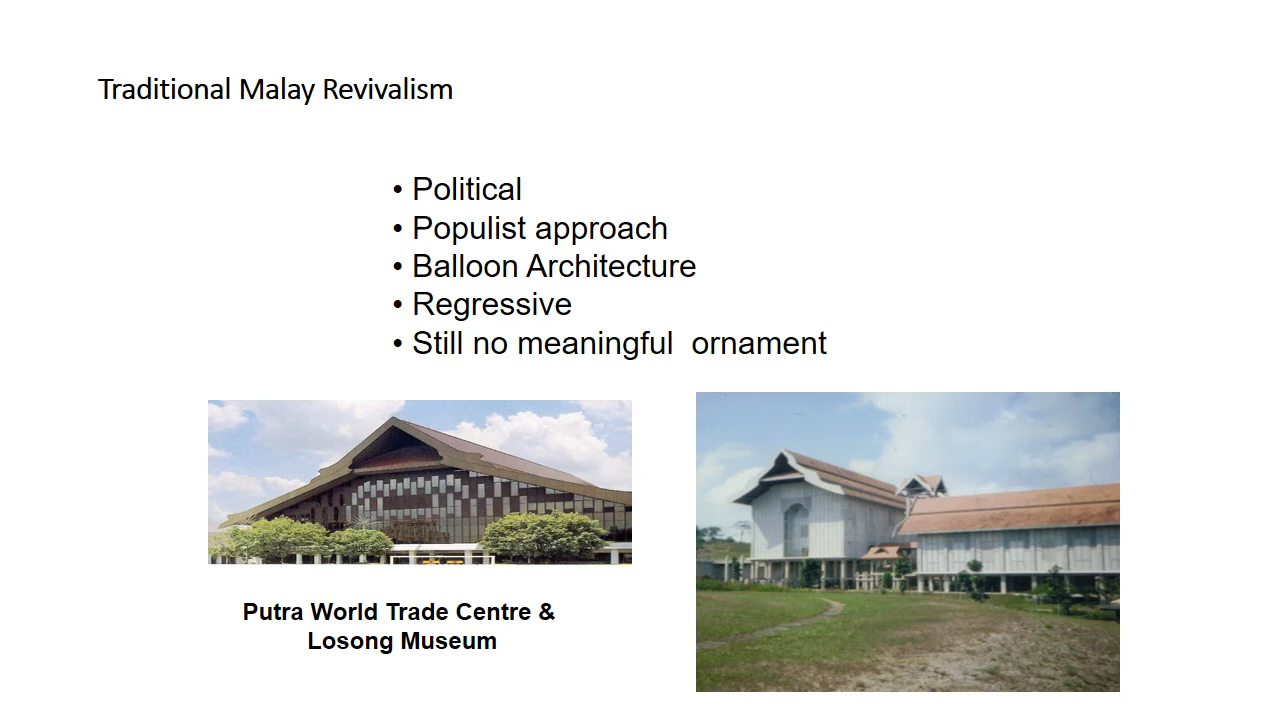 Traditional Malay Revivalism
• Political
• Populist approach
• Balloon Architecture
• Regressive
• Still no meaningful  ornament
Putra World Trade Centre &
Losong Museum